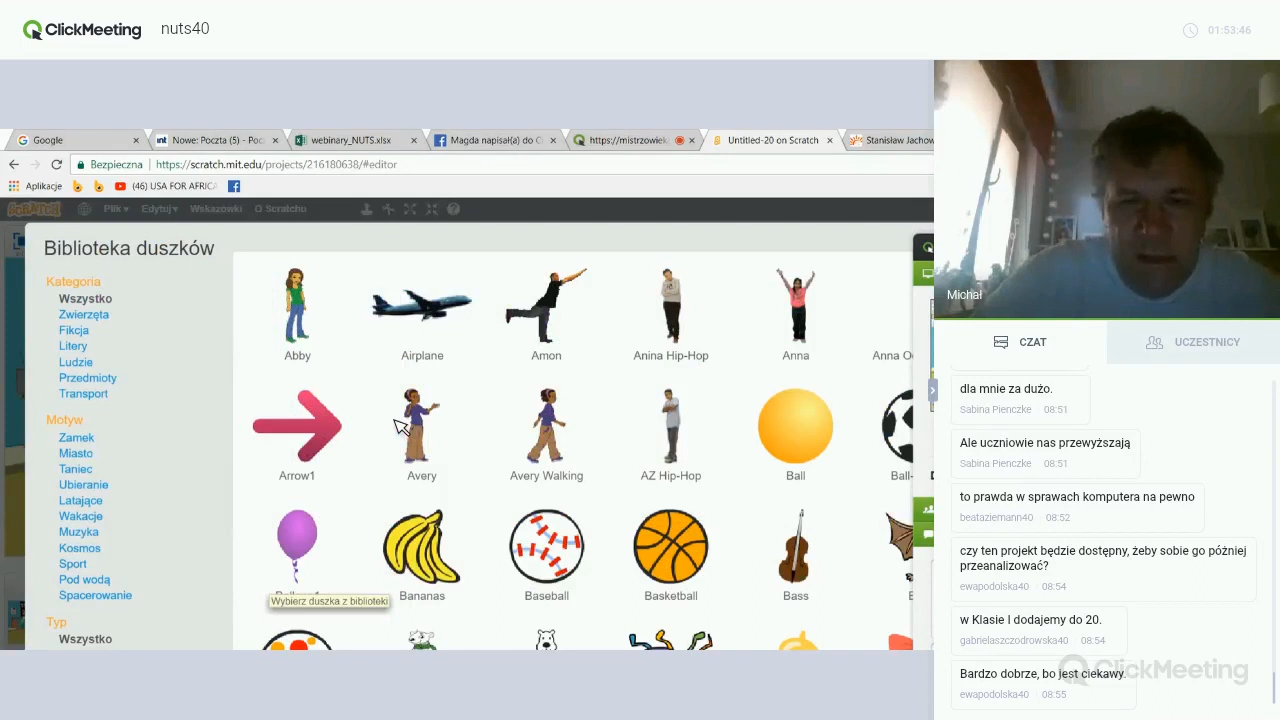 ClickMeeting
nuts40
01:53:46
Google
Nowe: Poczta (5) - Poc
webinary_NUTS.xlsx
Magda napisał(a) do C
https://mistrzowiek
Untitled-20 on Scratch
Stanisław Jachow
Bezpieczna
https://scratch.mit.edu/projects/216180638/#editor
Aplikacje
(46) USA FOR AFRICA
SCRATCH
Plik
Edytuj
Wskazówki
O Scratchu
Biblioteka duszków
Kategoria
Wszystko
Zwierzęta
Fikcja
Litery
Ludzie
Przedmioty
Transport
Motyw
Zamek
Miasto
Taniec
Ubieranie
Latające
Wakacje
Muzyka
Kosmos
Sport
Pod wodą
Spacerowanie
Typ
Wszystko
Abby
Airplane
Amon
Anina Hip-Hop
Anna
Anna O
Arrow1
Avery
Avery Walking
AZ Hip-Hop
Ball
Ball-
Bananas
Baseball
Basketball
Bass
Wybierz duszka z biblioteki
Michał
CZAT
UCZESTNICY
dla mnie za dużo.
Sabina Pienczke 08:51
Ale uczniowie nas przewyższają
Sabina Pienczke 08:51
to prawda w sprawach komputera na pewno
beataziemann40 08:52
czy ten projekt będzie dostępny, żeby sobie go później
przeanalizować?
ewapodolska40 08:54
w Klasie I dodajemy do 20.
gabrielaszczodrowska40 08:54
Bardzo dobrze, bo jest ciekawy.
ewapodolska40 08:55
ClickMeeting